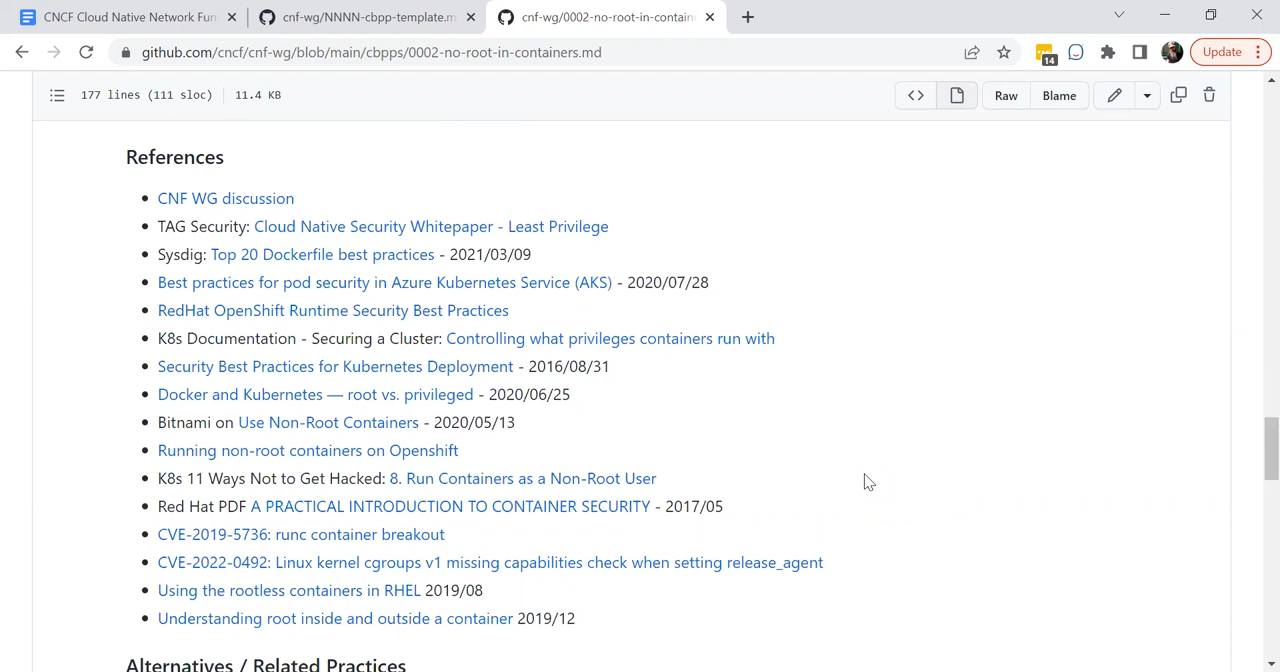 CNCF Cloud Native Network Fun
cnf-wg/NNNN-cbpp-template.m
cnf-wg/0002-no-root-in-contain
github.com/cncf/cnf-wg/blob/main/cbpps/0002-no-root-in-containers.md
14
Update
177 lines (111 sloc) 11.4 KB
Raw
Blame
References
CNF WG discussion
TAG Security: Cloud Native Security Whitepaper - Least Privilege
Sysdig: Top 20 Dockerfile best practices - 2021/03/09
Best practices for pod security in Azure Kubernetes Service (AKS) - 2020/07/28
RedHat OpenShift Runtime Security Best Practices
K8s Documentation - Securing a Cluster: Controlling what privileges containers run with
Security Best Practices for Kubernetes Deployment - 2016/08/31
Docker and Kubernetes — root vs. privileged - 2020/06/25
Bitnami on Use Non-Root Containers - 2020/05/13
Running non-root containers on Openshift
K8s 11 Ways Not to Get Hacked: 8. Run Containers as a Non-Root User
Red Hat PDF A PRACTICAL INTRODUCTION TO CONTAINER SECURITY - 2017/05
CVE-2019-5736: runc container breakout
CVE-2022-0492: Linux kernel cgroups v1 missing capabilities check when setting release_agent
Using the rootless containers in RHEL 2019/08
Understanding root inside and outside a container 2019/12
Alternatives / Related Practices